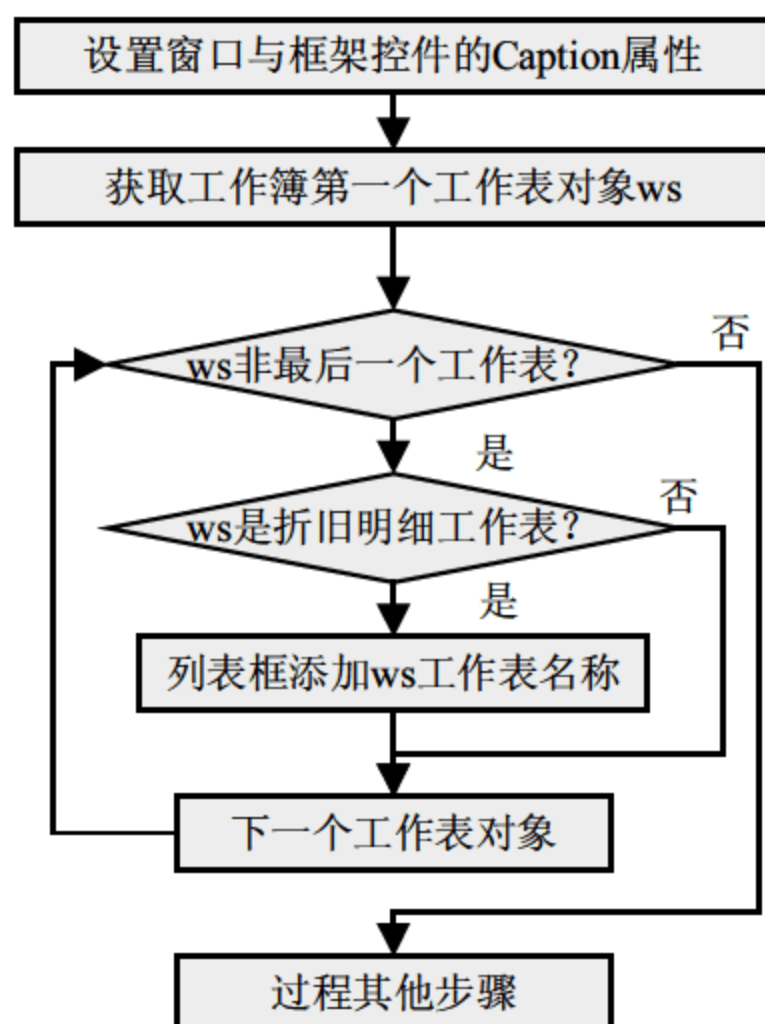 设置窗口与框架控件的Caption属性
获取工作簿第一个工作表对象ws
否
ws非最后一个工作表？
是
否
ws是折旧明细工作表？
是
列表框添加ws工作表名称
下一个工作表对象
过程其他步骤